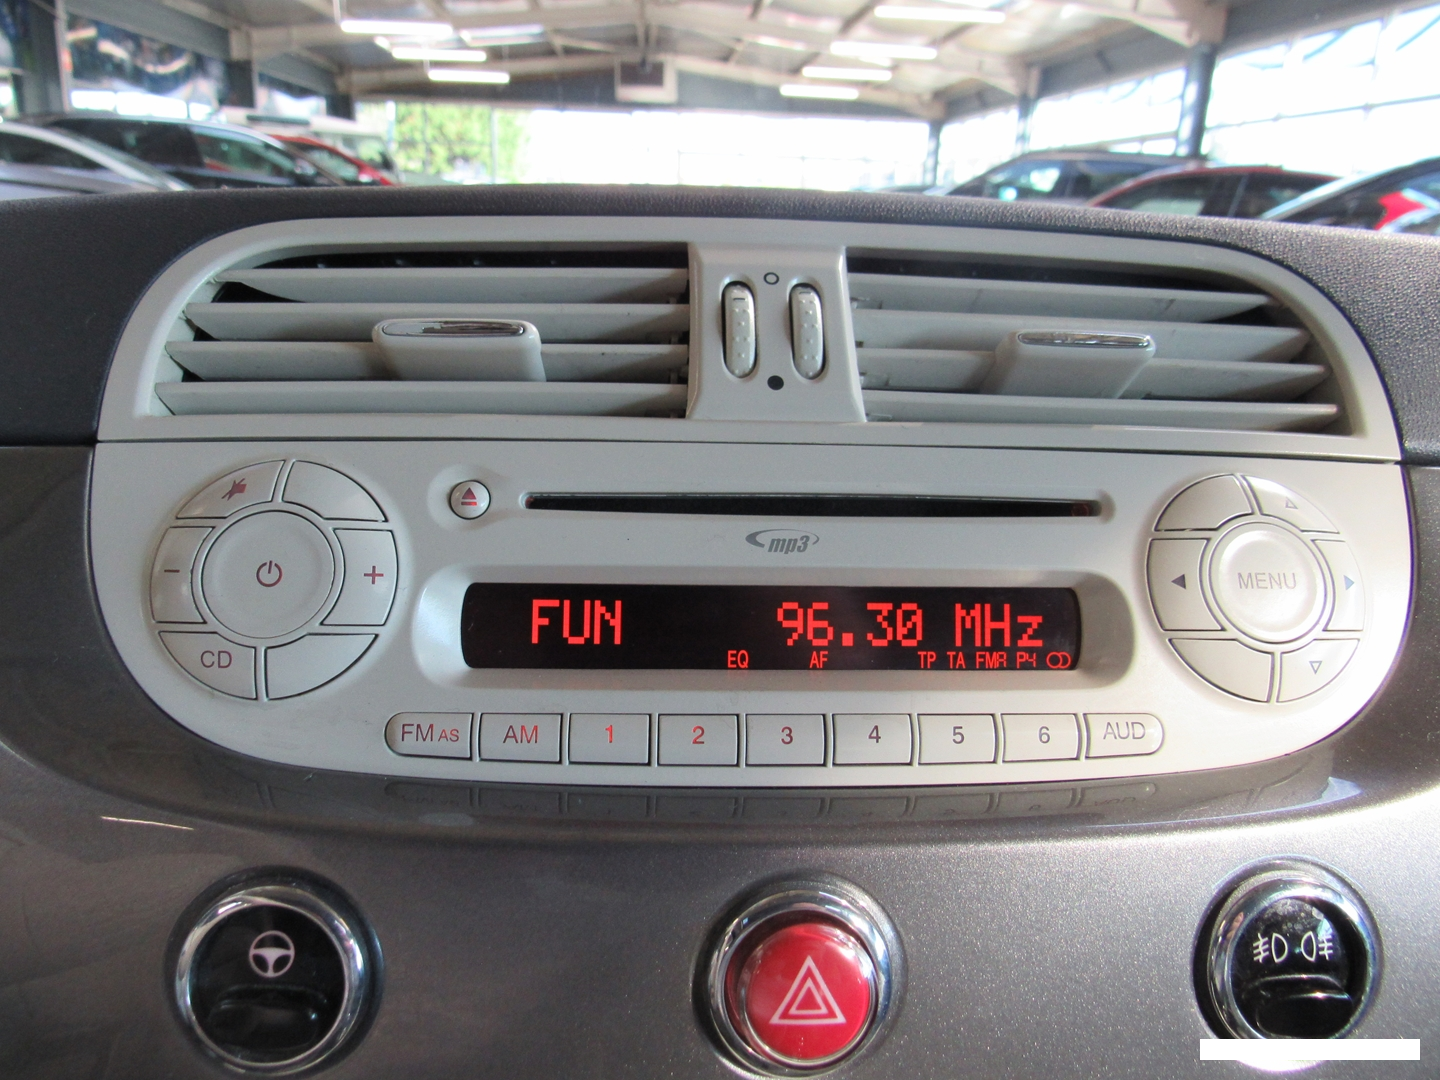 mp3
MENU
FUN 96.30 MHz
EQ AF TP TA FMA P4
CD
FM AS AM 1 2 3 4 5 6 AUD